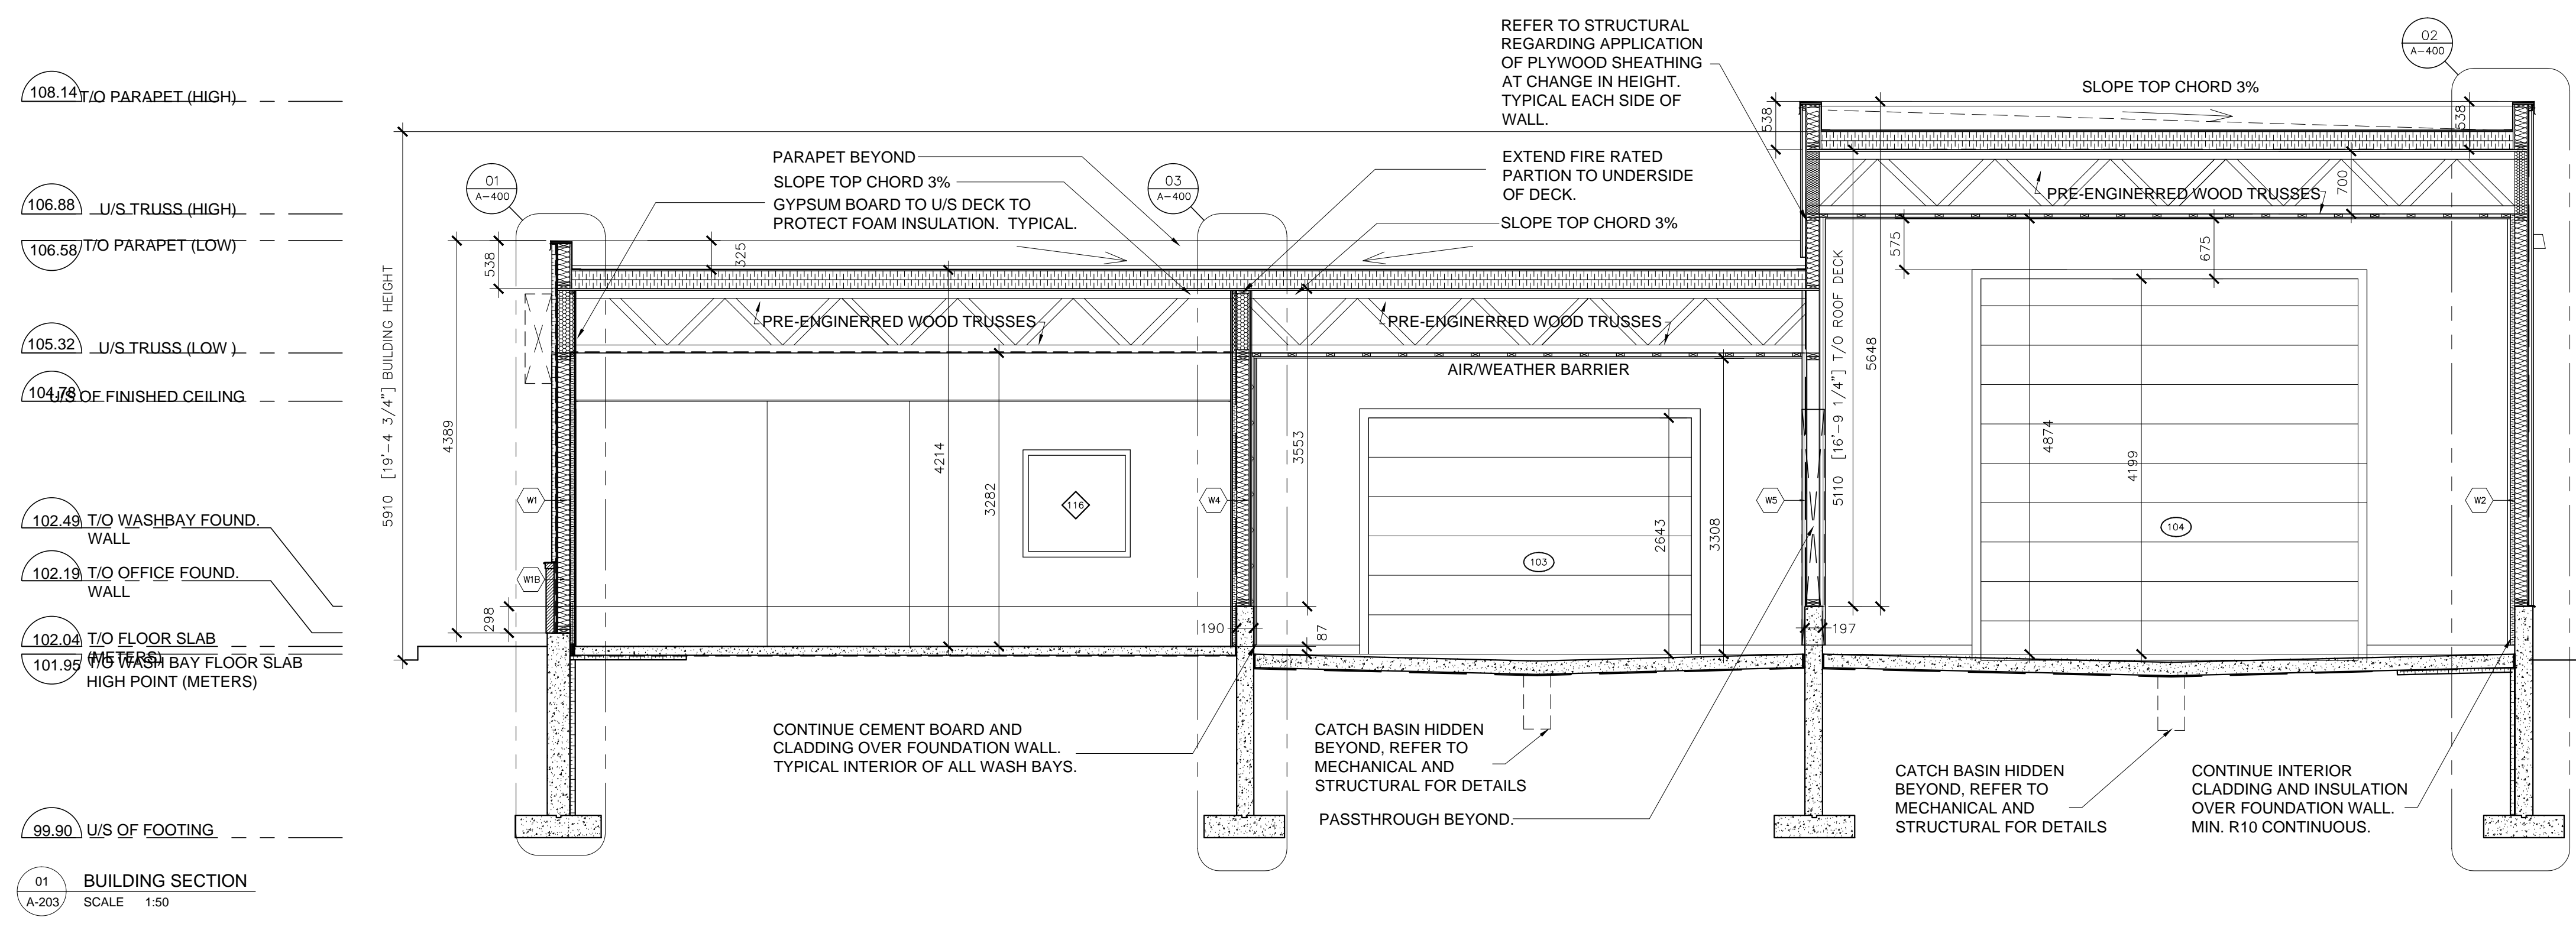 REFER TO STRUCTURAL
REGARDING APPLICATION
OF PLYWOOD SHEATHING
AT CHANGE IN HEIGHT.
TYPICAL EACH SIDE OF
WALL.
02
A-400
SLOPE TOP CHORD 3%
108.14
T/O PARAPET (HIGH)
106.88
U/S TRUSS (HIGH)
106.58
T/O PARAPET (LOW)
105.32
U/S TRUSS (LOW )
104.78
U/S OF FINISHED CEILING
102.49
T/O WASHBAY FOUND.
WALL
102.19
T/O OFFICE FOUND.
WALL
102.04
T/O FLOOR SLAB
(METERS)
101.95
T/O WASH BAY FLOOR SLAB
HIGH POINT (METERS)
99.90
U/S OF FOOTING
01
A-400
PARAPET BEYOND
SLOPE TOP CHORD 3%
GYPSUM BOARD TO U/S DECK TO
PROTECT FOAM INSULATION.  TYPICAL.
03
A-400
EXTEND FIRE RATED
PARTION TO UNDERSIDE
OF DECK.
SLOPE TOP CHORD 3%
538
538
PRE-ENGINERRED WOOD TRUSSES
700
538
325
575
675
PRE-ENGINERRED WOOD TRUSSES
PRE-ENGINERRED WOOD TRUSSES
AIR/WEATHER BARRIER
5910 [19'-4 3/4"] BUILDING HEIGHT
4389
4214
3282
3553
2643
3308
5110 [16'-9 1/4"] T/O ROOF DECK
5648
4874
4199
W1
116
W4
W5
W2
W1B
103
104
298
190
87
197
CONTINUE CEMENT BOARD AND
CLADDING OVER FOUNDATION WALL.
TYPICAL INTERIOR OF ALL WASH BAYS.
CATCH BASIN HIDDEN
BEYOND, REFER TO
MECHANICAL AND
STRUCTURAL FOR DETAILS
PASSTHROUGH BEYOND.
CATCH BASIN HIDDEN
BEYOND, REFER TO
MECHANICAL AND
STRUCTURAL FOR DETAILS
CONTINUE INTERIOR
CLADDING AND INSULATION
OVER FOUNDATION WALL.
MIN. R10 CONTINUOUS.
01
A-203
BUILDING SECTION
SCALE 1:50